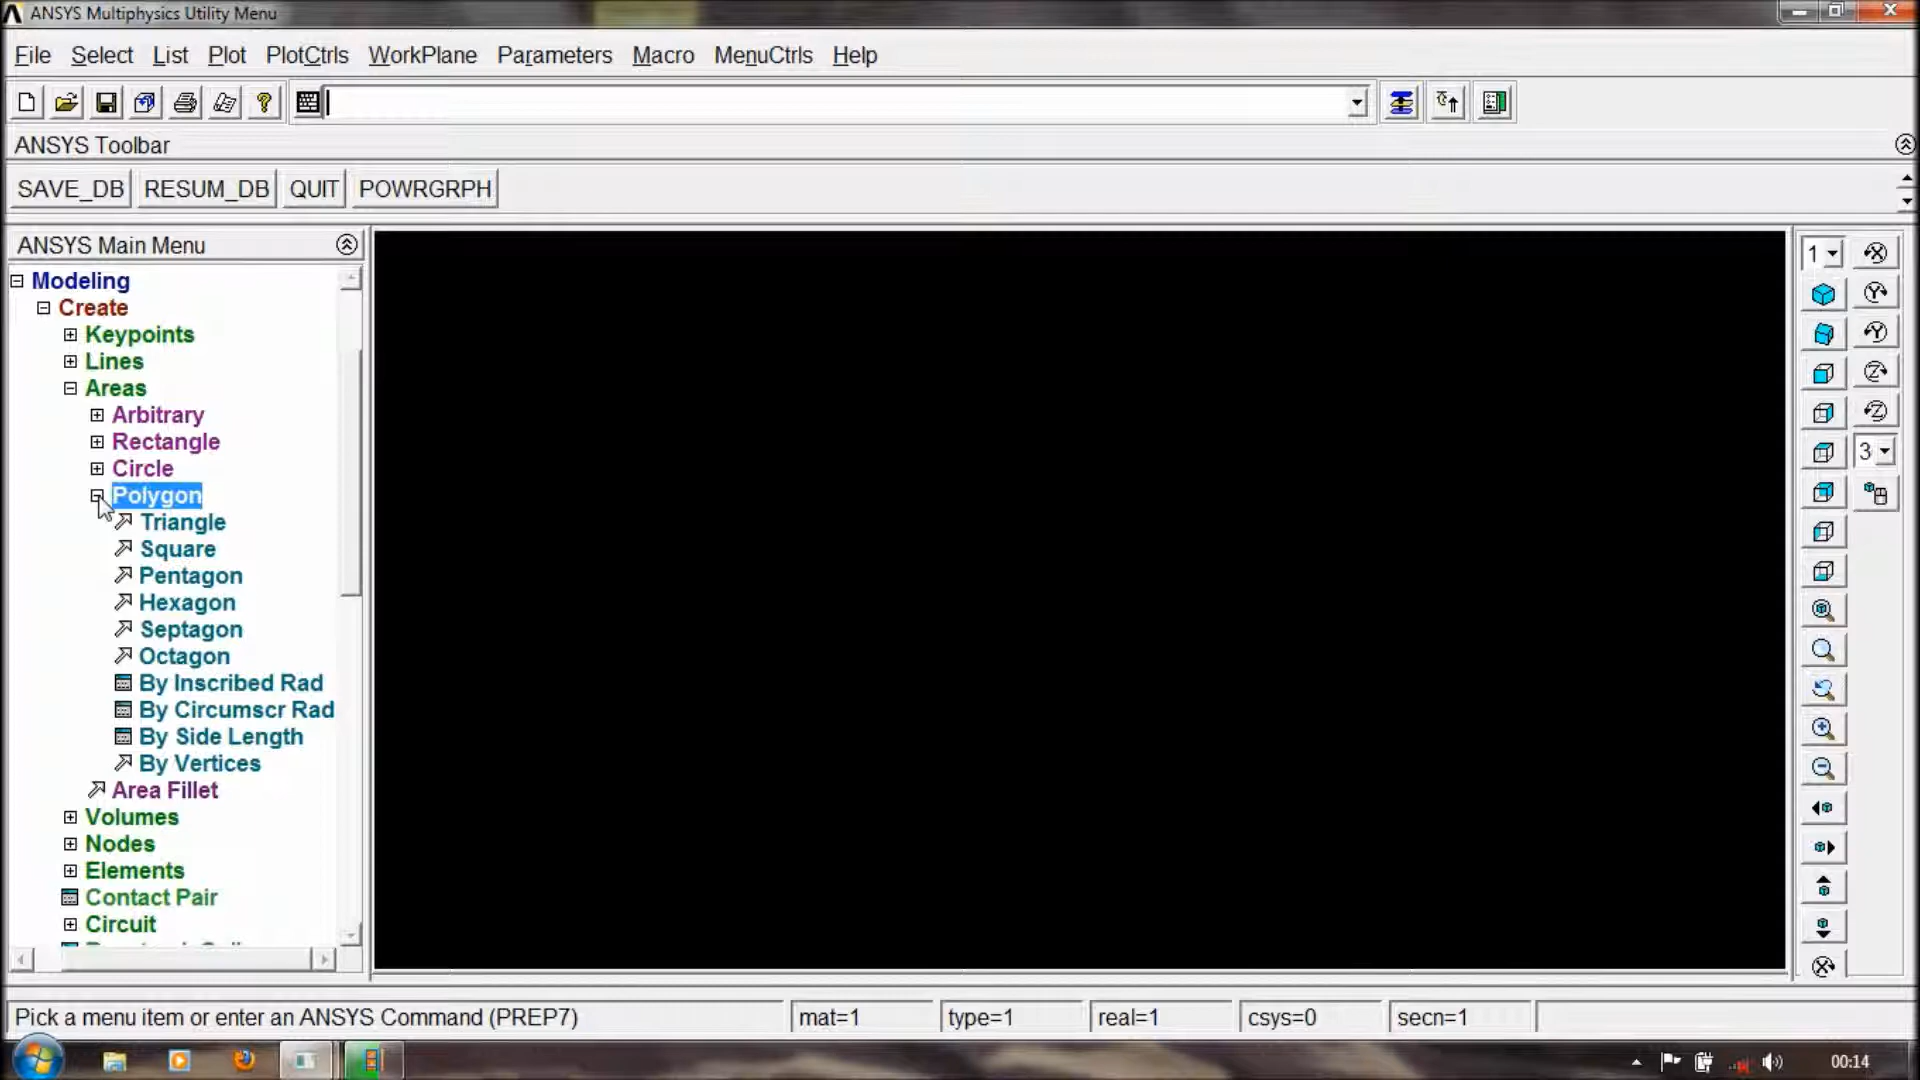 ANSYS Multiphysics Utility Menu
File Select List Plot PlotCtrls WorkPlane Parameters Macro MenuCtrls Help
ANSYS Toolbar
SAVE_DB RESUM_DB QUIT POWRGRPH
ANSYS Main Menu
Modeling
Create
Keypoints
Lines
Areas
Arbitrary
Rectangle
Circle
Polygon
Triangle
Square
Pentagon
Hexagon
Septagon
Octagon
By Inscribed Rad
By Circumscr Rad
By Side Length
By Vertices
Area Fillet
Volumes
Nodes
Elements
Contact Pair
Circuit
1
3
Pick a menu item or enter an ANSYS Command (PREP7) mat=1 type=1 real=1 csys=0 secn=1
00:14